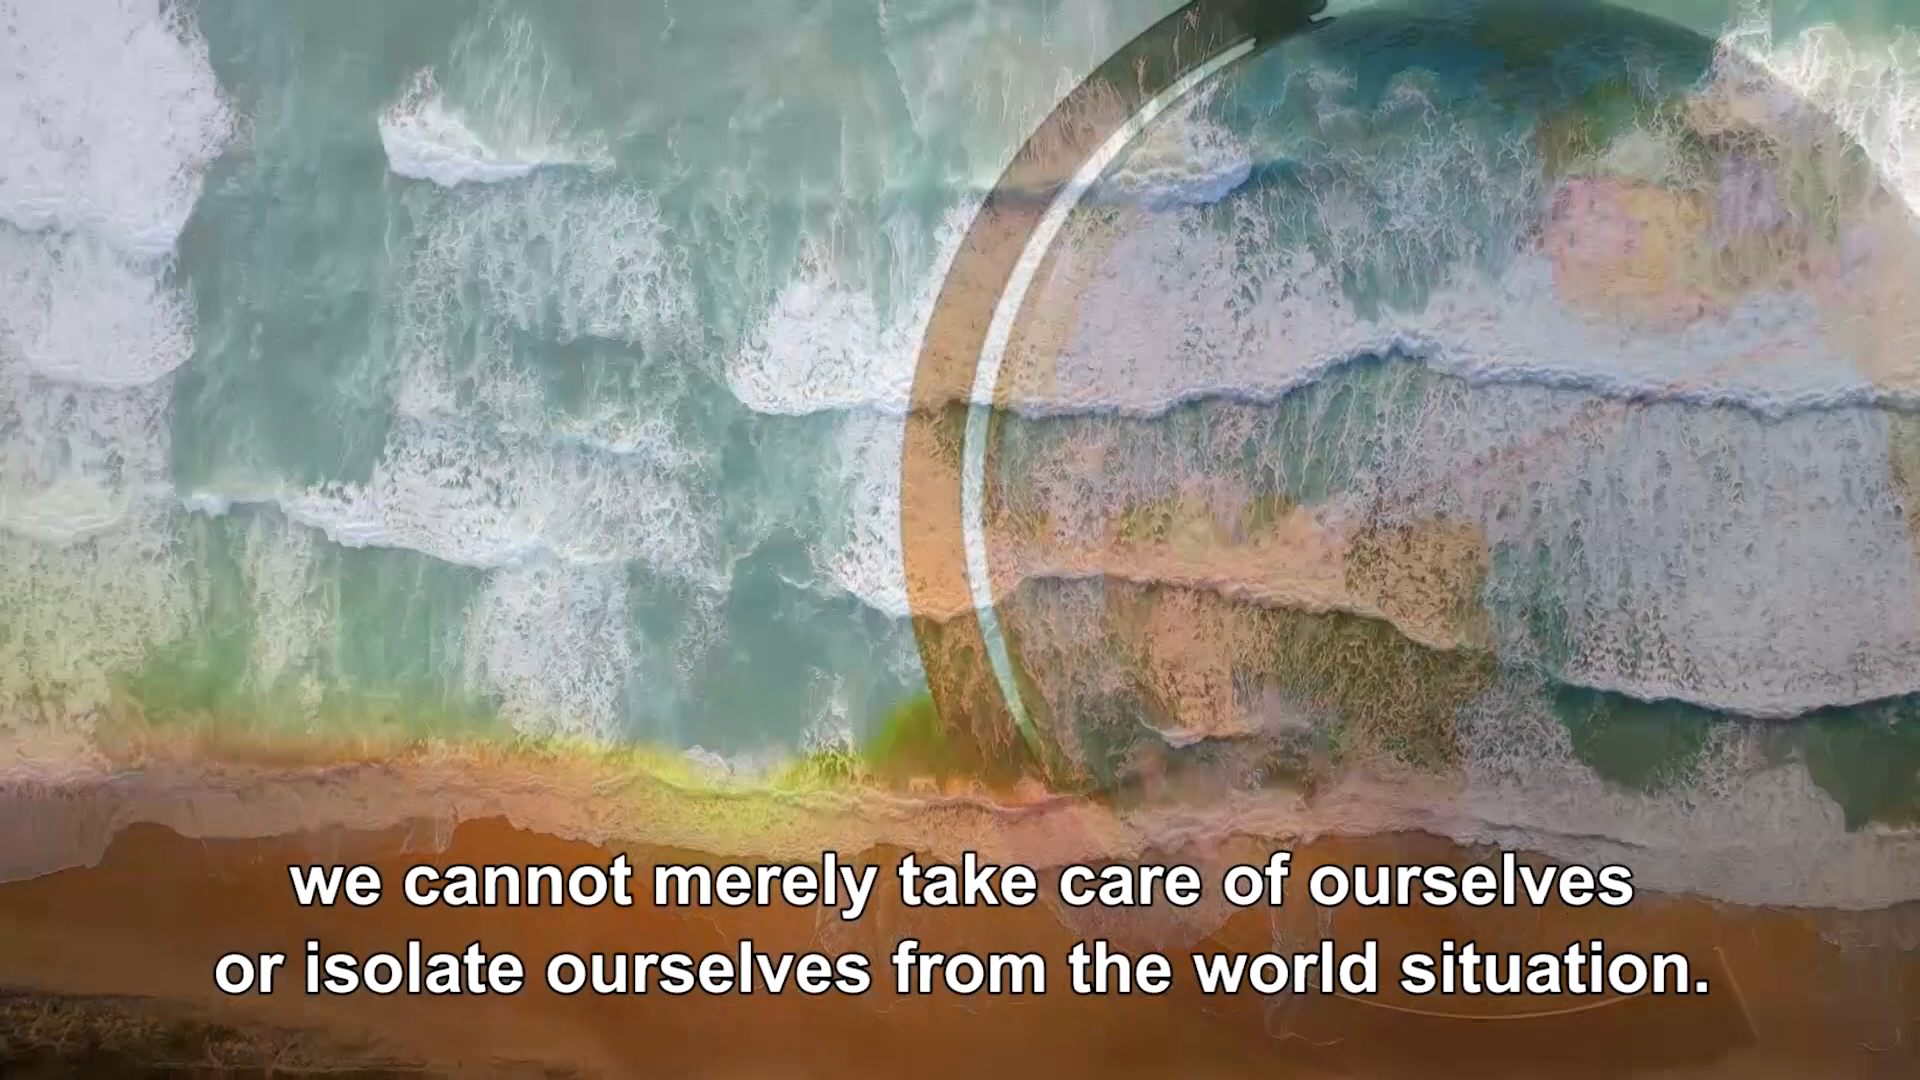 we cannot merely take care of ourselves
or isolate ourselves from the world situation.